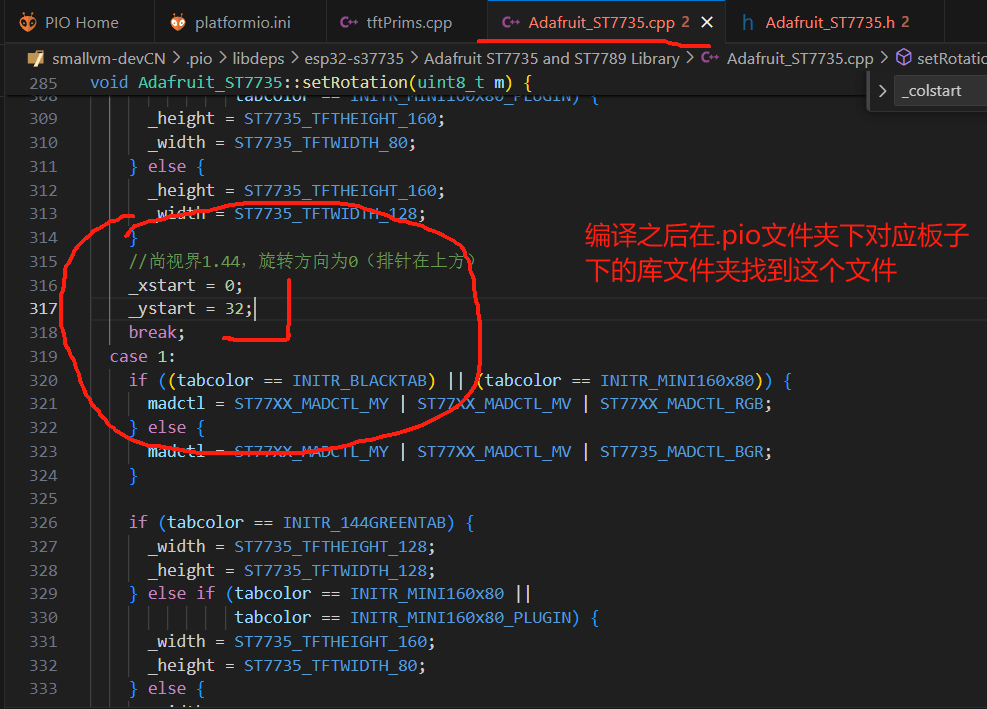 PIO Home
platformio.ini
C++ tftPrims.cpp
C++ Adafruit_ST7735.cpp 2 ×
h Adafruit_ST7735.h 2
smallvm-devCN > .pio > libdeps > esp32-s37735 > Adafruit ST7735 and ST7789 Library > C++ Adafruit_ST7735.cpp > setRotatio
285 void Adafruit_ST7735::setRotation(uint8_t m) {
> _colstart
308 tabcolor == INITR_MINI160x80_PLUGIN) {
309 _height = ST7735_TFTHEIGHT_160;
310 _width = ST7735_TFTWIDTH_80;
311 } else {
312 _height = ST7735_TFTHEIGHT_160;
313 _width = ST7735_TFTWIDTH_128;
314 }
315 //尚视界1.44，旋转方向为0（排针在上方）
316 _xstart = 0;
317 _ystart = 32;
318 break;
319 case 1:
320 if ((tabcolor == INITR_BLACKTAB) || (tabcolor == INITR_MINI160x80)) {
321 madctl = ST77XX_MADCTL_MY | ST77XX_MADCTL_MV | ST77XX_MADCTL_RGB;
322 } else {
323 madctl = ST77XX_MADCTL_MY | ST77XX_MADCTL_MV | ST7735_MADCTL_BGR;
324 }
325
326 if (tabcolor == INITR_144GREENTAB) {
327 _width = ST7735_TFTHEIGHT_128;
328 _height = ST7735_TFTWIDTH_128;
329 } else if (tabcolor == INITR_MINI160x80 ||
330 tabcolor == INITR_MINI160x80_PLUGIN) {
331 _width = ST7735_TFTHEIGHT_160;
332 _height = ST7735_TFTWIDTH_80;
333 } else {
编译之后在.pio文件夹下对应板子
下的库文件夹找到这个文件